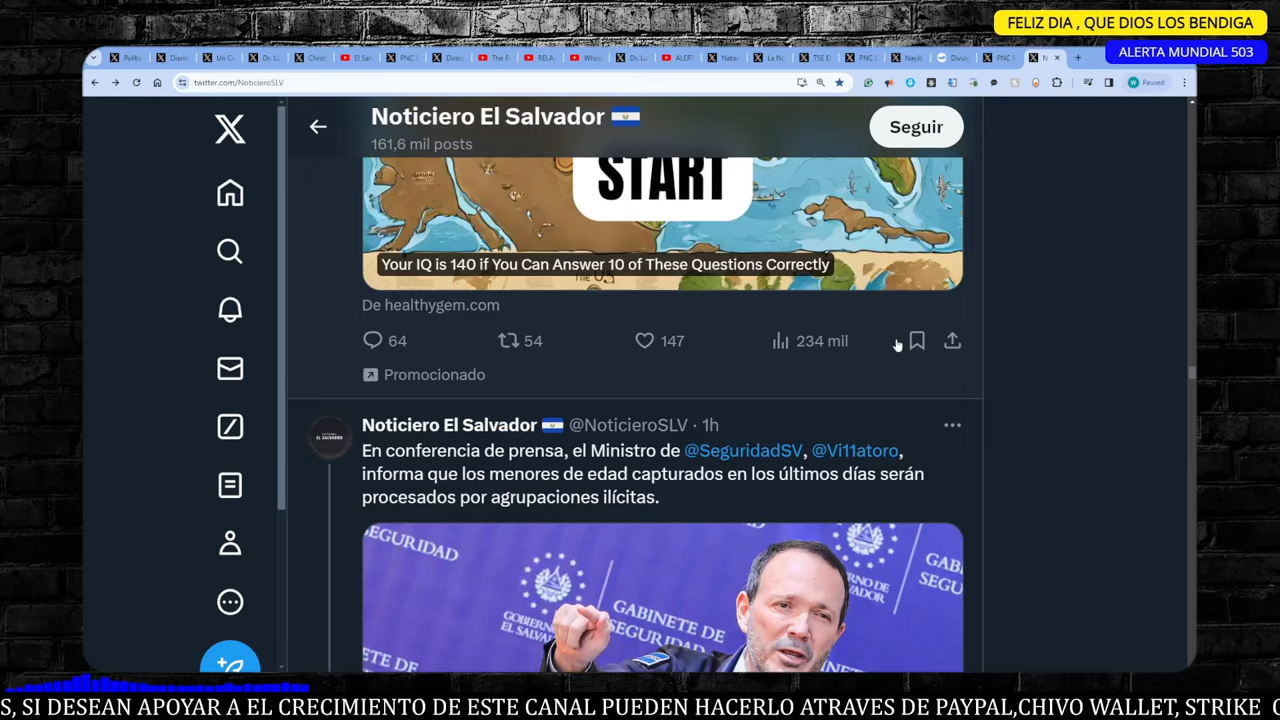 FELIZ DIA , QUE DIOS LOS BENDIGA
ALERTA MUNDIAL 503
twitter.com/NoticieroSLV
Paused
Noticiero El Salvador
161,6 mil posts
Seguir
START
Your IQ is 140 if You Can Answer 10 of These Questions Correctly
De healthygem.com
64 54 147 234 mil
Promocionado
Noticiero El Salvador @NoticieroSLV · 1h
En conferencia de prensa, el Ministro de @SeguridadSV, @Vi11atoro,
informa que los menores de edad capturados en los últimos días serán
procesados por agrupaciones ilícitas.
SEGURIDAD
GABINETE DE
SEGURIDAD
S, SI DESEAN APOYAR A EL CRECIMIENTO DE ESTE CANAL PUEDEN HACERLO ATRAVES DE PAYPAL,CHIVO WALLET, STRIKE